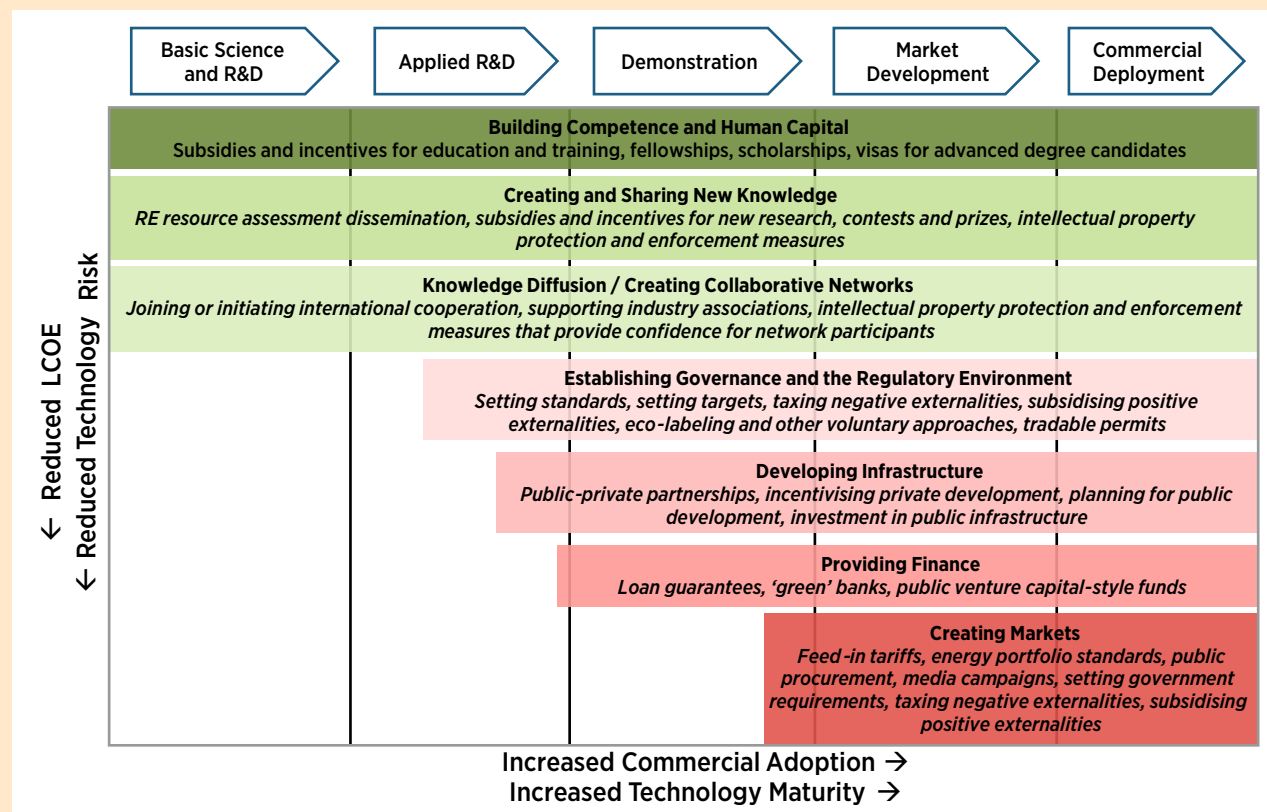 Basic Science
and R&D
Applied R&D
Demonstration
Market
Development
Commercial
Deployment
Building Competence and Human Capital
Subsidies and incentives for education and training, fellowships, scholarships, visas for advanced degree candidates
Creating and Sharing New Knowledge
RE resource assessment dissemination, subsidies and incentives for new research, contests and prizes, intellectual property
protection and enforcement measures
Knowledge Diffusion / Creating Collaborative Networks
Joining or initiating international cooperation, supporting industry associations, intellectual property protection and enforcement
measures that provide confidence for network participants
Establishing Governance and the Regulatory Environment
Setting standards, setting targets, taxing negative externalities, subsidising positive
externalities, eco-labeling and other voluntary approaches, tradable permits
Developing Infrastructure
Public-private partnerships, incentivising private development, planning for public
development, investment in public infrastructure
Providing Finance
Loan guarantees, ‘green’ banks, public venture capital-style funds
Creating Markets
Feed-in tariffs, energy portfolio standards, public
procurement, media campaigns, setting government
requirements, taxing negative externalities, subsidising
positive externalities
← Reduced LCOE
← Reduced Technology Risk
Increased Commercial Adoption →
Increased Technology Maturity →